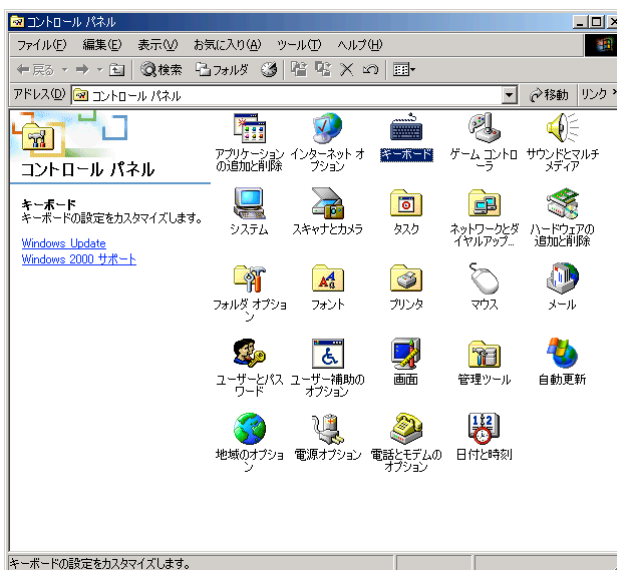 コントロール パネル
ファイル(F) 編集(E) 表示(V) お気に入り(A) ツール(T) ヘルプ(H)
戻る 検索 フォルダ
アドレス(D) コントロール パネル 移動 リンク
コントロール パネル
キーボード
キーボードの設定をカスタマイズします。
Windows Update
Windows 2000 サポート
アプリケーション
の追加と削除
インターネット オ
プション
キーボード
ゲーム コントロ
ーラ
サウンドとマルチ
メディア
システム
スキャナとカメラ
タスク
ネットワークとダ
イヤルアップ...
ハードウェアの
追加と削除
フォルダ オプショ
ン
フォント
プリンタ
マウス
メール
ユーザーとパス
ワード
ユーザー補助の
オプション
画面
管理ツール
自動更新
地域のオプショ
ン
電源オプション
電話とモデムの
オプション
日付と時刻
キーボードの設定をカスタマイズします。